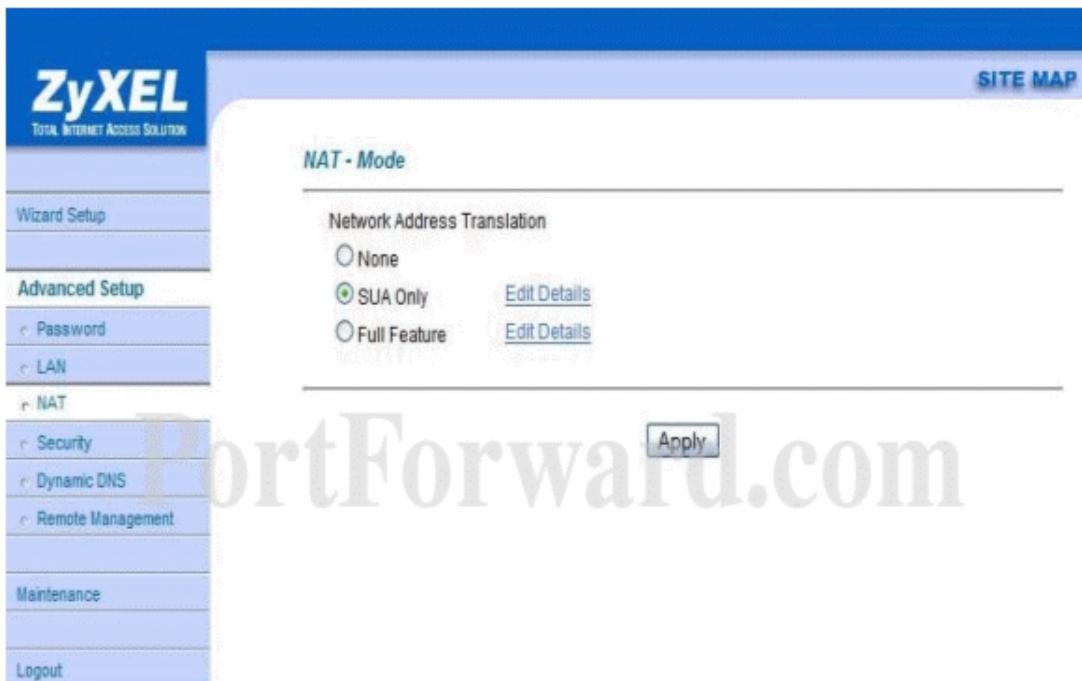 ZyXEL
TOTAL INTERNET ACCESS SOLUTION
SITE MAP
Wizard Setup
Advanced Setup
Password
LAN
NAT
Security
Dynamic DNS
Remote Management
Maintenance
Logout
NAT - Mode
Network Address Translation
None
SUA Only Edit Details
Full Feature Edit Details
Apply
PortForward.com